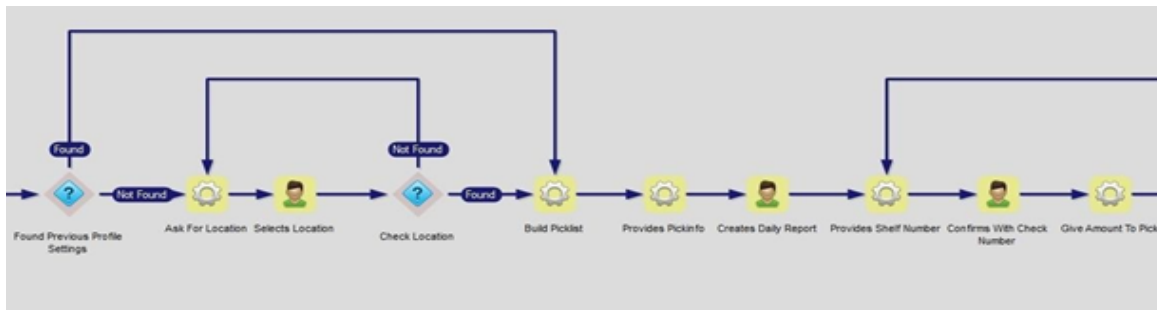 Found
Not Found
Not Found
Found
Found Previous Profile
Settings
Ask For Location
Selects Location
Check Location
Build Picklist
Provides Pickinfo
Creates Daily Report
Provides Shelf Number
Confirms With Check
Number
Give Amount To Pick